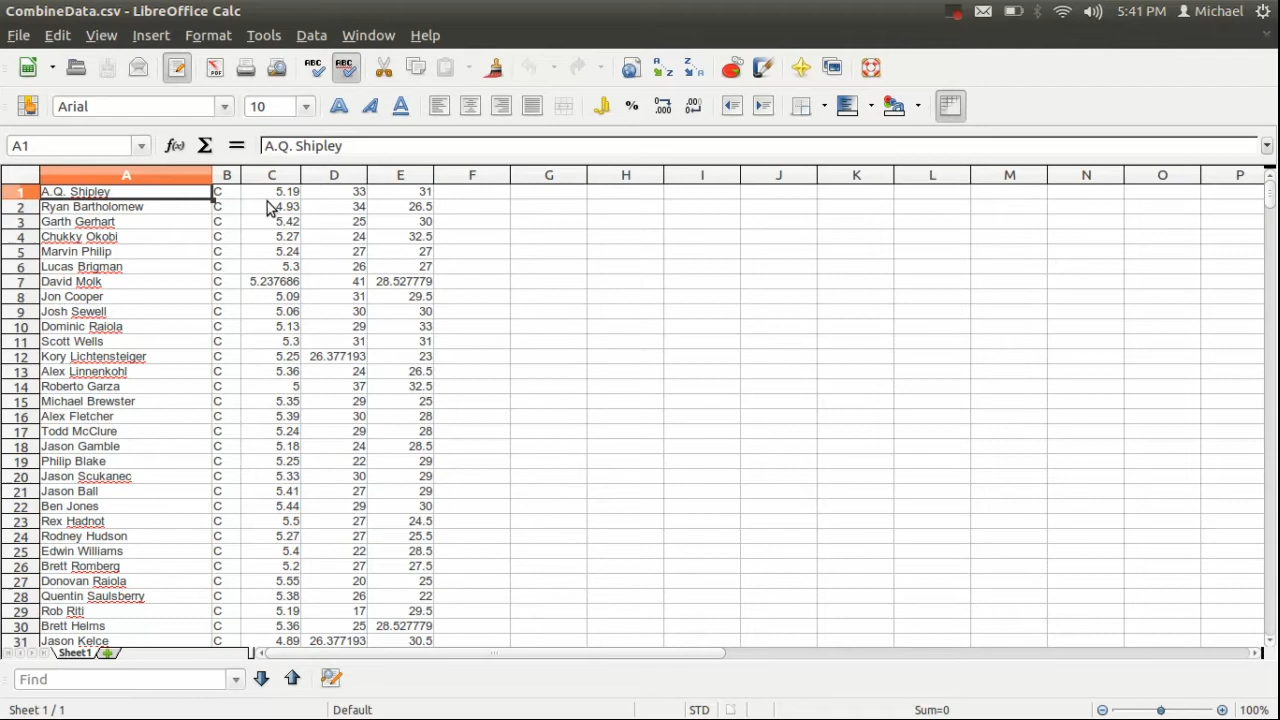 CombineData.csv - LibreOffice Calc 5:41 PM Michael
File Edit View Insert Format Tools Data Window Help
Arial 10
A1 f(x) Σ = A.Q. Shipley
A B C D E F G H I J K L M N O P
1 A.Q. Shipley C 5.19 33 31
2 Ryan Bartholomew C 4.93 34 26.5
3 Garth Gerhart C 5.42 25 30
4 Chukky Okobi C 5.27 24 32.5
5 Marvin Philip C 5.24 27 27
6 Lucas Brigman C 5.3 26 27
7 David Molk C 5.237686 41 28.527779
8 Jon Cooper C 5.09 31 29.5
9 Josh Sewell C 5.06 30 30
10 Dominic Raiola C 5.13 29 33
11 Scott Wells C 5.3 31 31
12 Kory Lichtensteiger C 5.25 26.377193 23
13 Alex Linnenkohl C 5.36 24 26.5
14 Roberto Garza C 5 37 32.5
15 Michael Brewster C 5.35 29 25
16 Alex Fletcher C 5.39 30 28
17 Todd McClure C 5.24 29 28
18 Jason Gamble C 5.18 24 28.5
19 Philip Blake C 5.25 22 29
20 Jason Scukanec C 5.33 30 29
21 Jason Ball C 5.41 27 29
22 Ben Jones C 5.44 29 30
23 Rex Hadnot C 5.5 27 24.5
24 Rodney Hudson C 5.27 27 25.5
25 Edwin Williams C 5.4 22 28.5
26 Brett Romberg C 5.2 27 27.5
27 Donovan Raiola C 5.55 20 25
28 Quentin Saulsberry C 5.38 26 22
29 Rob Riti C 5.19 17 29.5
30 Brett Helms C 5.36 25 28.527779
31 Jason Kelce C 4.89 26.377193 30.5
Sheet1
Find
Sheet 1 / 1 Default STD Sum=0 100%